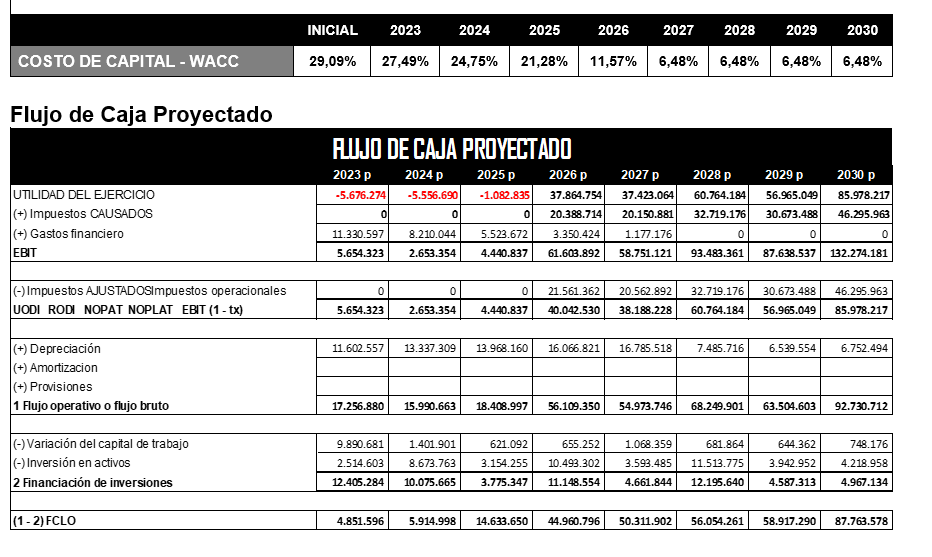 INICIAL 2023 2024 2025 2026 2027 2028 2029 2030
COSTO DE CAPITAL - WACC 29,09% 27,49% 24,75% 21,28% 11,57% 6,48% 6,48% 6,48% 6,48%
Flujo de Caja Proyectado
FLUJO DE CAJA PROYECTADO
2023 p 2024 p 2025 p 2026 p 2027 p 2028 p 2029 p 2030 p
UTILIDAD DEL EJERCICIO -5.676.274 -5.556.690 -1.082.835 37.864.754 37.423.064 60.764.184 56.965.049 85.978.217
(+) Impuestos CAUSADOS 0 0 0 20.388.714 20.150.881 32.719.176 30.673.488 46.295.963
(+) Gastos financiero 11.330.597 8.210.044 5.523.672 3.350.424 1.177.176 0 0 0
EBIT 5.654.323 2.653.354 4.440.837 61.603.892 58.751.121 93.483.361 87.638.537 132.274.181
(-) Impuestos AJUSTADOSImpuestos operacionales 0 0 0 21.561.362 20.562.892 32.719.176 30.673.488 46.295.963
UODI RODI NOPAT NOPLAT EBIT (1 - tx) 5.654.323 2.653.354 4.440.837 40.042.530 38.188.228 60.764.184 56.965.049 85.978.217
(+) Depreciación 11.602.557 13.337.309 13.968.160 16.066.821 16.785.518 7.485.716 6.539.554 6.752.494
(+) Amortizacion
(+) Provisiones
1 Flujo operativo o flujo bruto 17.256.880 15.990.663 18.408.997 56.109.350 54.973.746 68.249.901 63.504.603 92.730.712
(-) Variación del capital de trabajo 9.890.681 1.401.901 621.092 655.252 1.068.359 681.864 644.362 748.176
(-) Inversión en activos 2.514.603 8.673.763 3.154.255 10.493.302 3.593.485 11.513.775 3.942.952 4.218.958
2 Financiación de inversiones 12.405.284 10.075.665 3.775.347 11.148.554 4.661.844 12.195.640 4.587.313 4.967.134
(1 - 2) FCLO 4.851.596 5.914.998 14.633.650 44.960.796 50.311.902 56.054.261 58.917.290 87.763.578